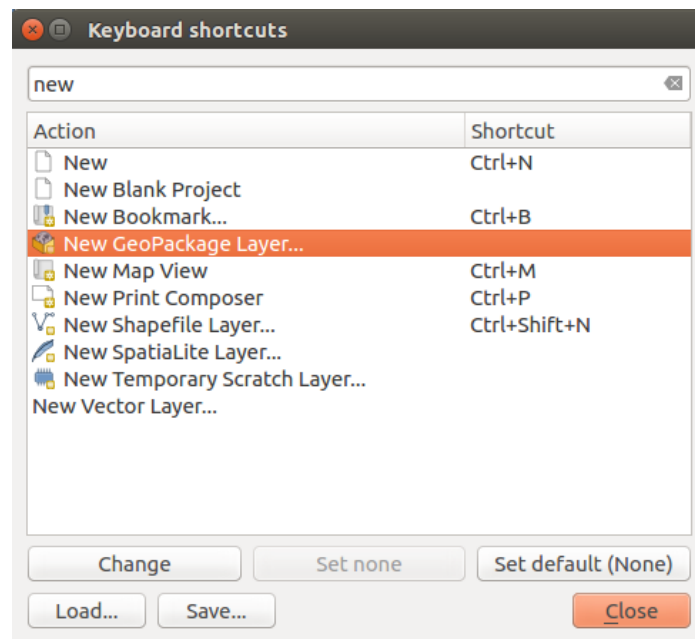 Keyboard shortcuts
new
Action Shortcut
New Ctrl+N
New Blank Project
New Bookmark... Ctrl+B
New GeoPackage Layer...
New Map View Ctrl+M
New Print Composer Ctrl+P
New Shapefile Layer... Ctrl+Shift+N
New SpatiaLite Layer...
New Temporary Scratch Layer...
New Vector Layer...
Change Set none Set default (None)
Load... Save... Close